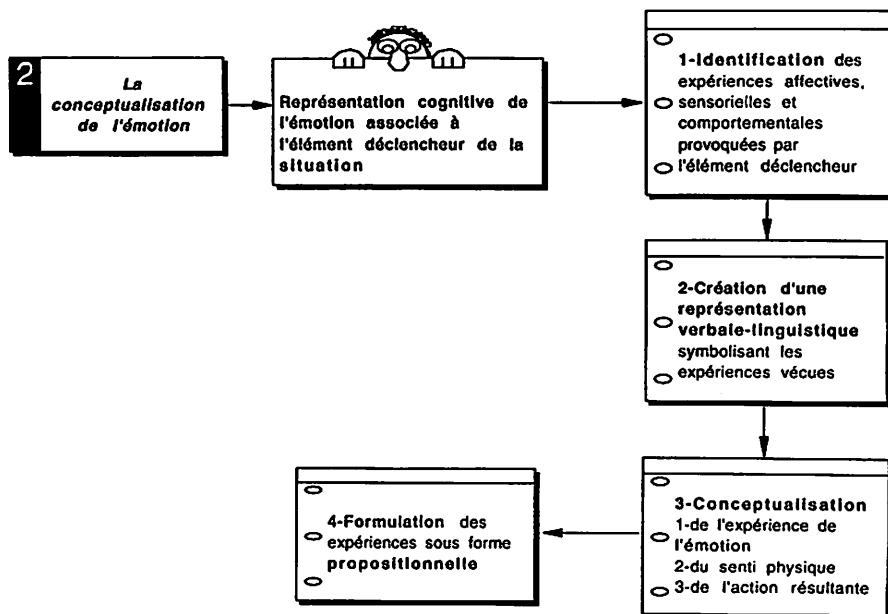 2
La
conceptualisation
de l'émotion
Représentation cognitive de
l'émotion associée à
l'élément déclencheur de la
situation
1-Identification des
expériences affectives,
sensorielles et
comportementales
provoquées par
l'élément déclencheur
2-Création d'une
représentation
verbale-linguistique
symbolisant les
expériences vécues
3-Conceptualisation
1-de l'expérience de
l'émotion
2-du senti physique
3-de l'action résultante
4-Formulation des
expériences sous forme
propositionnelle